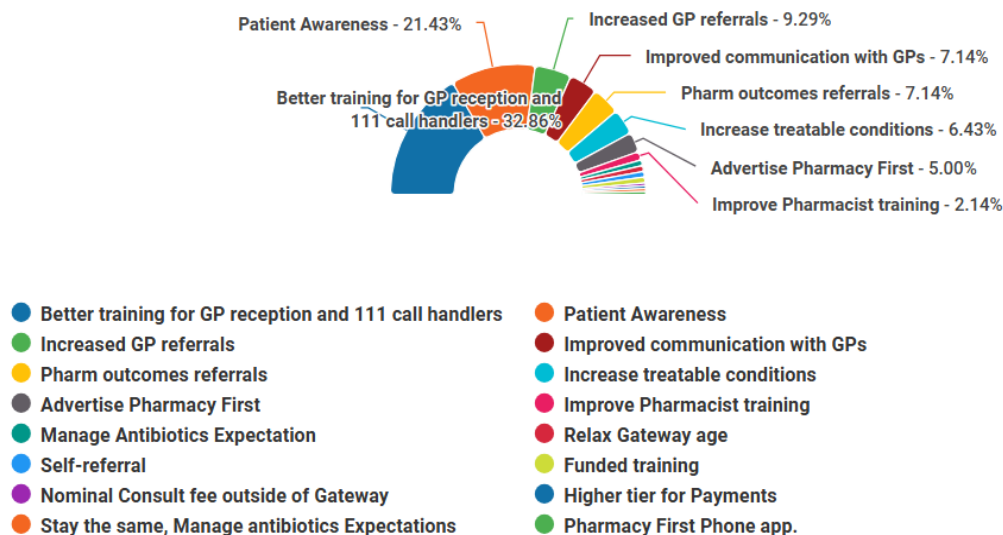 Patient Awareness - 21.43%
Increased GP referrals - 9.29%
Improved communication with GPs - 7.14%
Better training for GP reception and
111 call handlers - 32.86%
Pharm outcomes referrals - 7.14%
Increase treatable conditions - 6.43%
Advertise Pharmacy First - 5.00%
Improve Pharmacist training - 2.14%
Better training for GP reception and 111 call handlers
Patient Awareness
Increased GP referrals
Improved communication with GPs
Pharm outcomes referrals
Increase treatable conditions
Advertise Pharmacy First
Improve Pharmacist training
Manage Antibiotics Expectation
Relax Gateway age
Self-referral
Funded training
Nominal Consult fee outside of Gateway
Higher tier for Payments
Stay the same, Manage antibiotics Expectations
Pharmacy First Phone app.